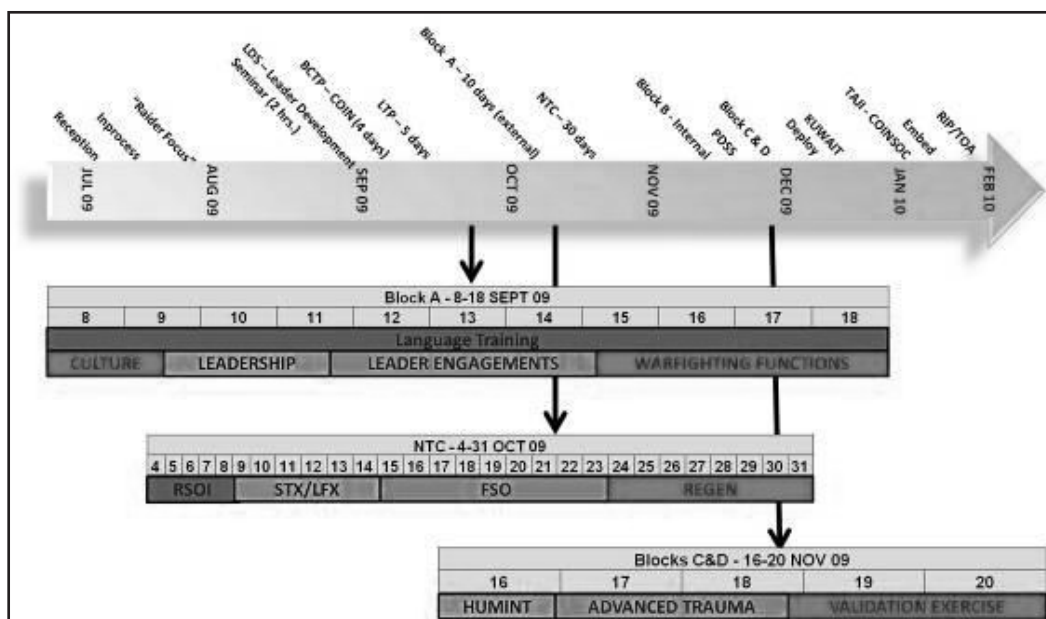 Reception
Inprocess
"Raider Focus"
LDS – Leader Development
Seminar (2 hrs.)
BCTP – COIN (4 days)
LTP – 5 days
Block A – 10 days (external)
NTC – 30 days
Block B - Internal
PDSS
Block C & D
Deploy
KUWAIT
TAJI - COINSOC
Embed
RIP/TOA
JUL 09
AUG 09
SEP 09
OCT 09
NOV 09
DEC 09
JAN 10
FEB 10
Block A - 8-18 SEPT 09
8 9 10 11 12 13 14 15 16 17 18
Language Training
CULTURE LEADERSHIP LEADER ENGAGEMENTS WARFIGHTING FUNCTIONS
NTC - 4-31 OCT 09
4 5 6 7 8 9 10 11 12 13 14 15 16 17 18 19 20 21 22 23 24 25 26 27 28 29 30 31
RSOI STX/LFX FSO REGEN
Blocks C&D - 16-20 NOV 09
16 17 18 19 20
HUMINT ADVANCED TRAUMA VALIDATION EXERCISE